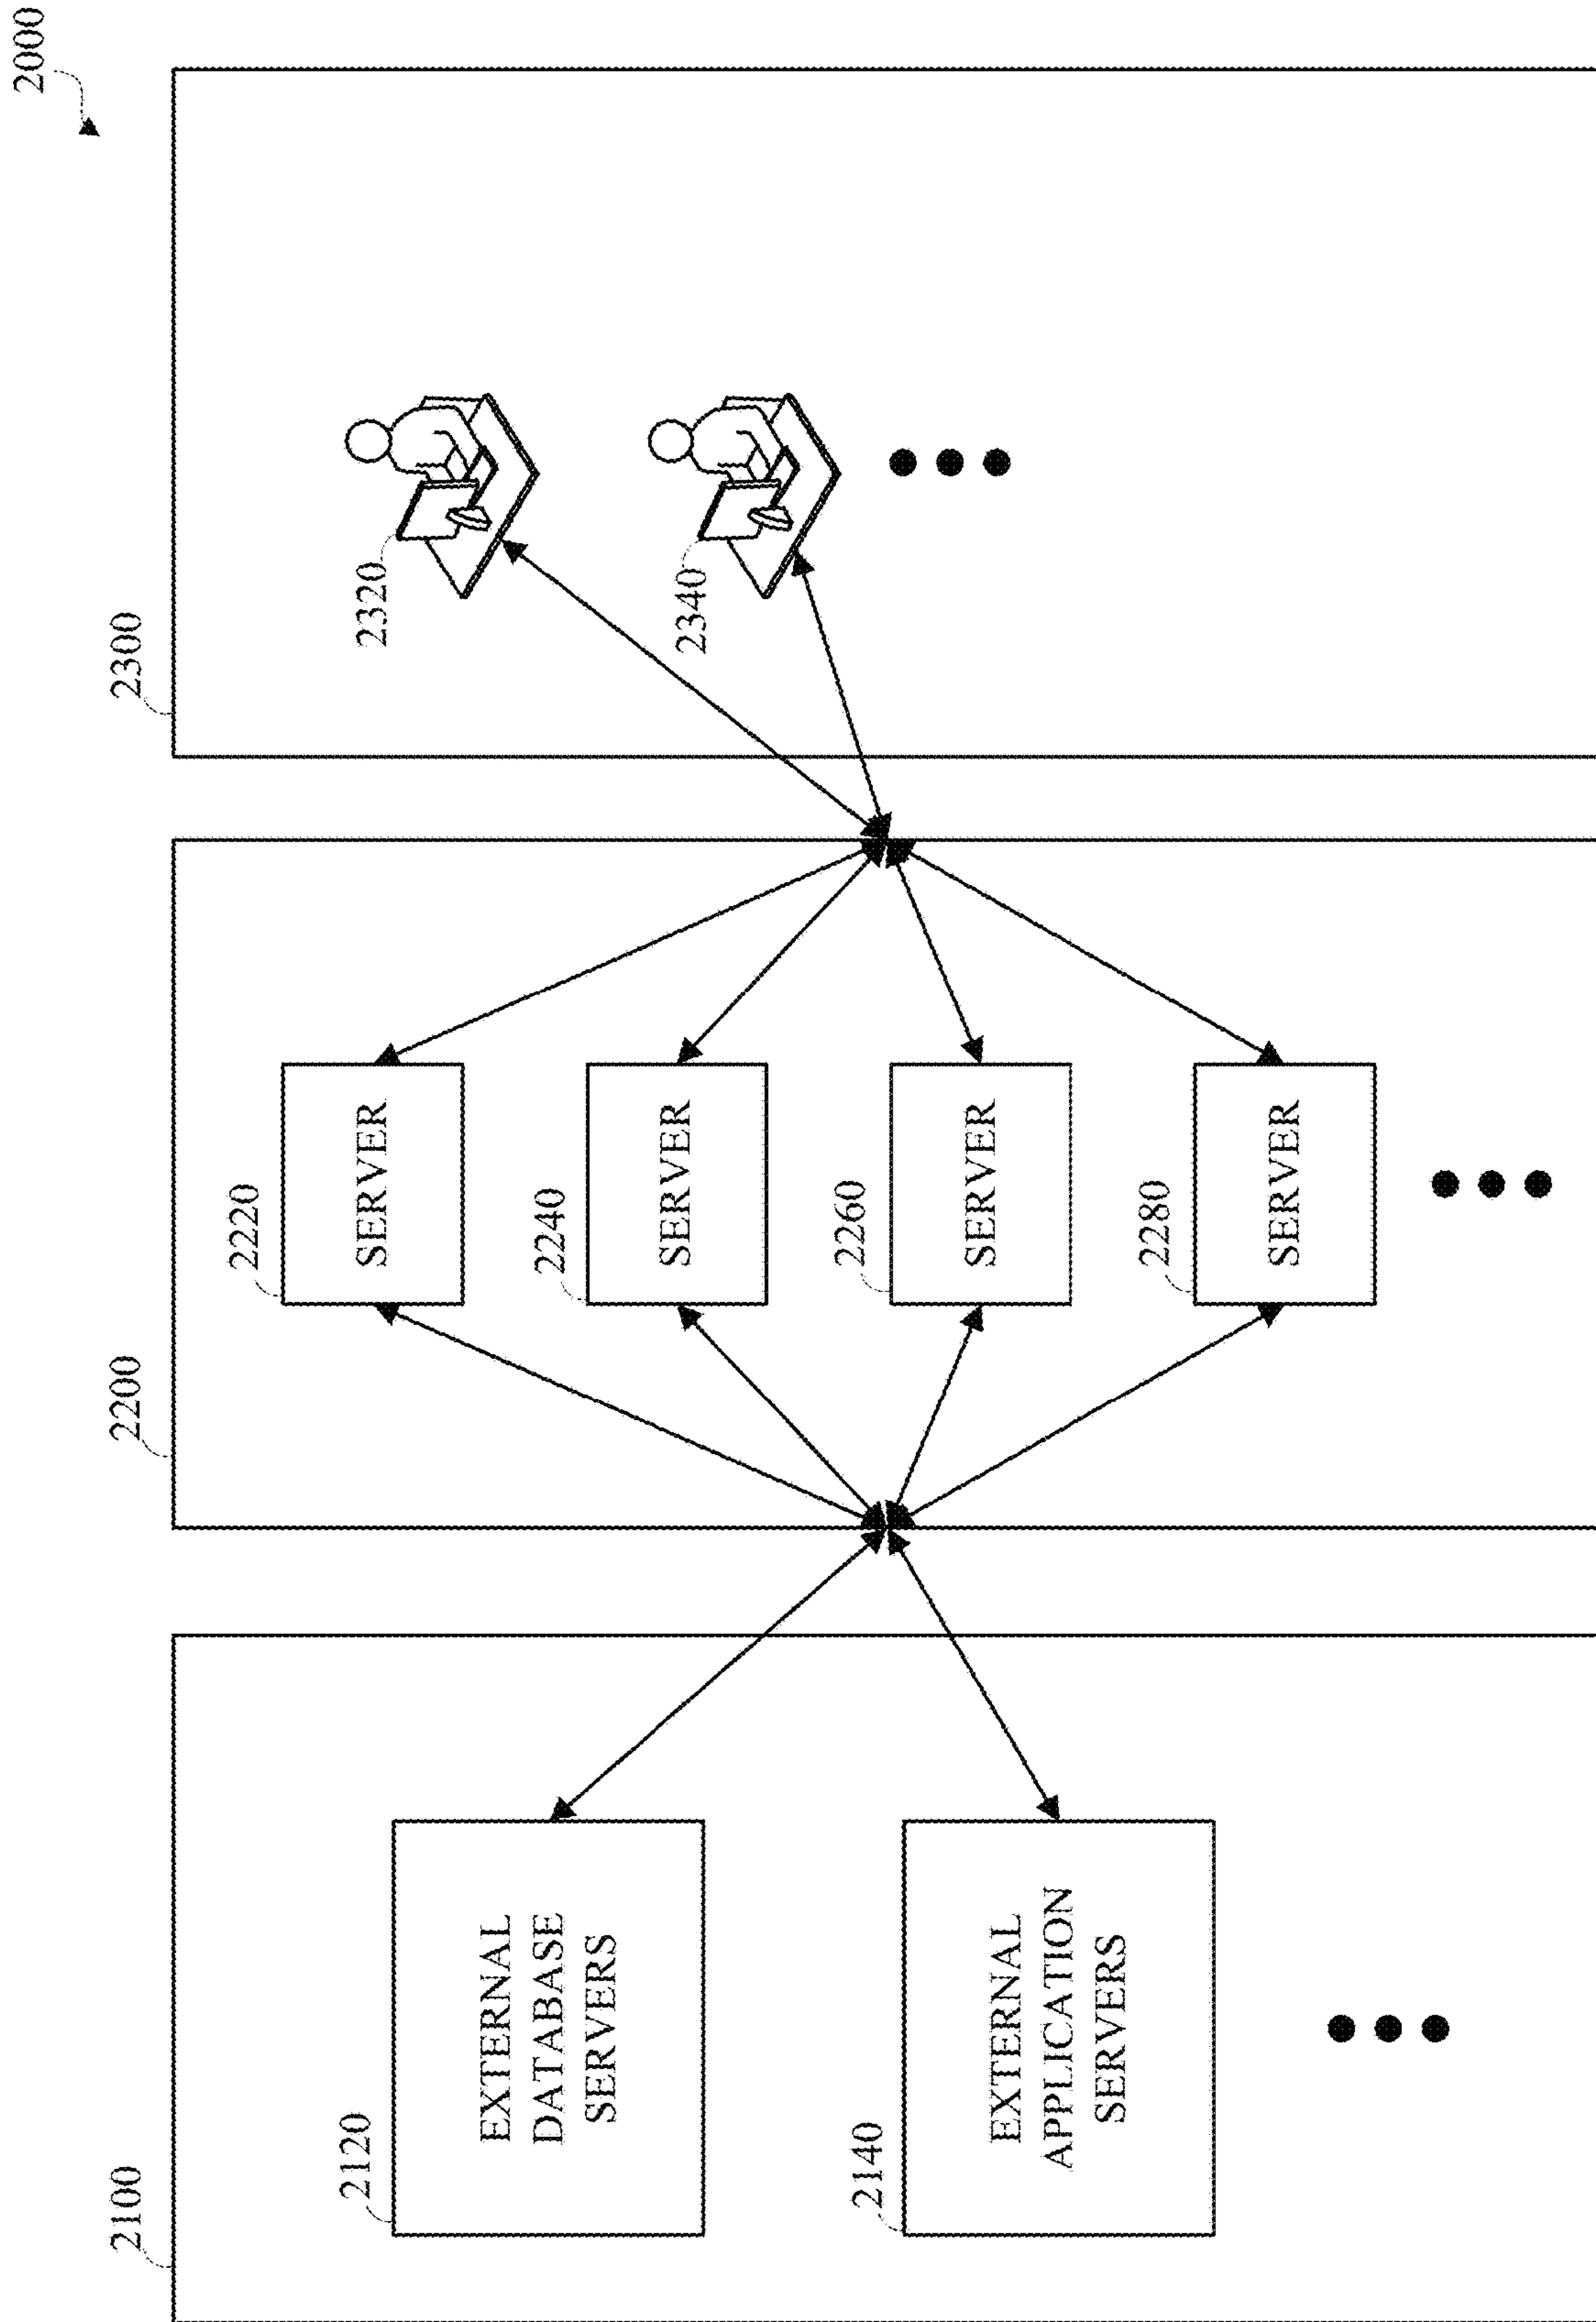 2000
2100
2120
EXTERNAL
DATABASE
SERVERS
2140
EXTERNAL
APPLICATION
SERVERS
2200
2220
SERVER
2240
SERVER
2260
SERVER
2280
SERVER
2300
2320
2340